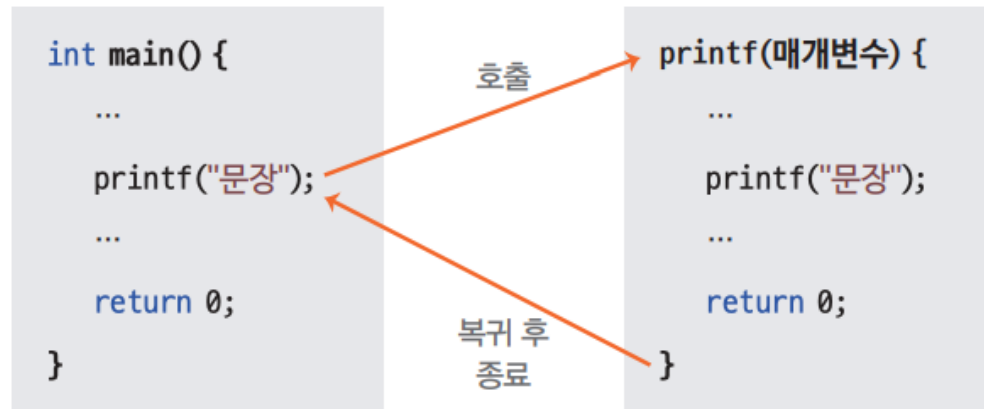 int main() {
...
printf("문장");
...
return 0;
}
호출
복귀 후
종료
printf(매개변수) {
...
printf("문장");
...
return 0;
}